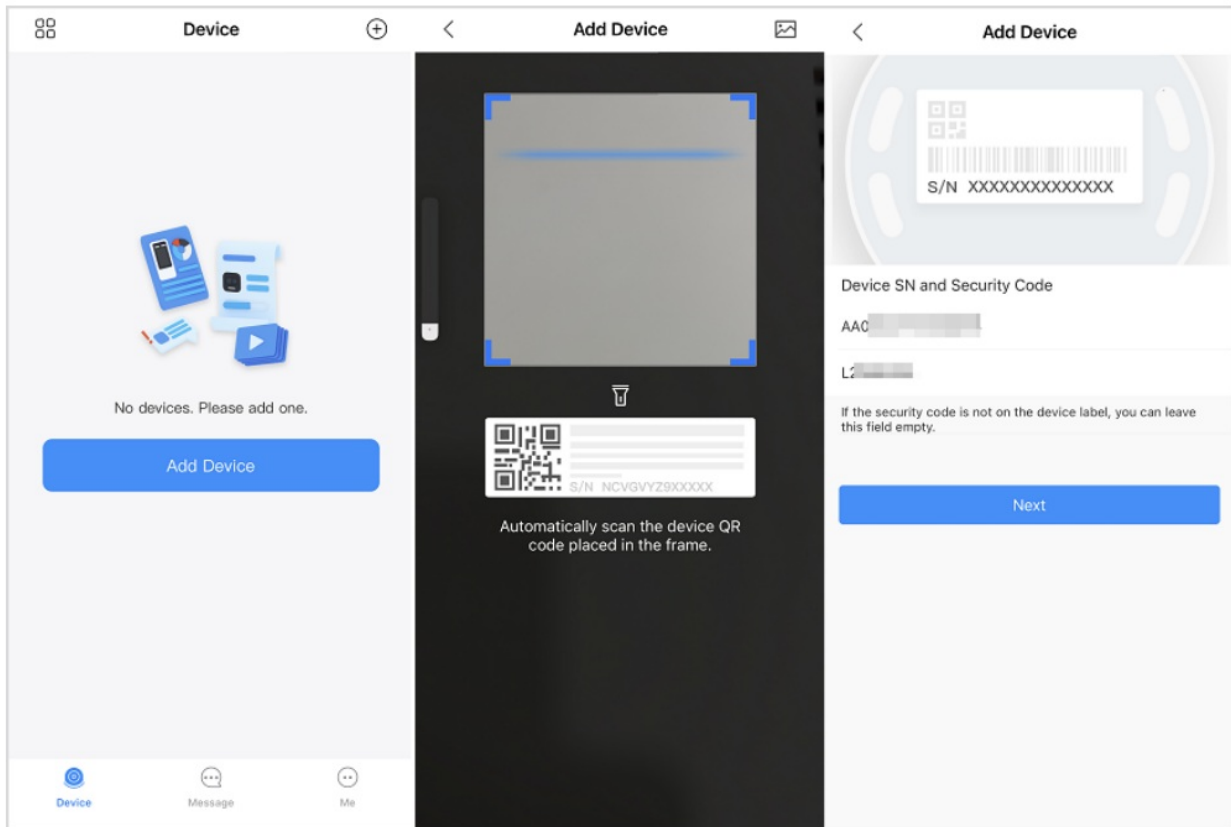 Device
No devices. Please add one.
Add Device
Device
Message
Me
Add Device
S/N NCVGVYZ9XXXXX
Automatically scan the device QR
code placed in the frame.
Add Device
S/N XXXXXXXXXXXXXX
Device SN and Security Code
AA0
L2
If the security code is not on the device label, you can leave
this field empty.
Next